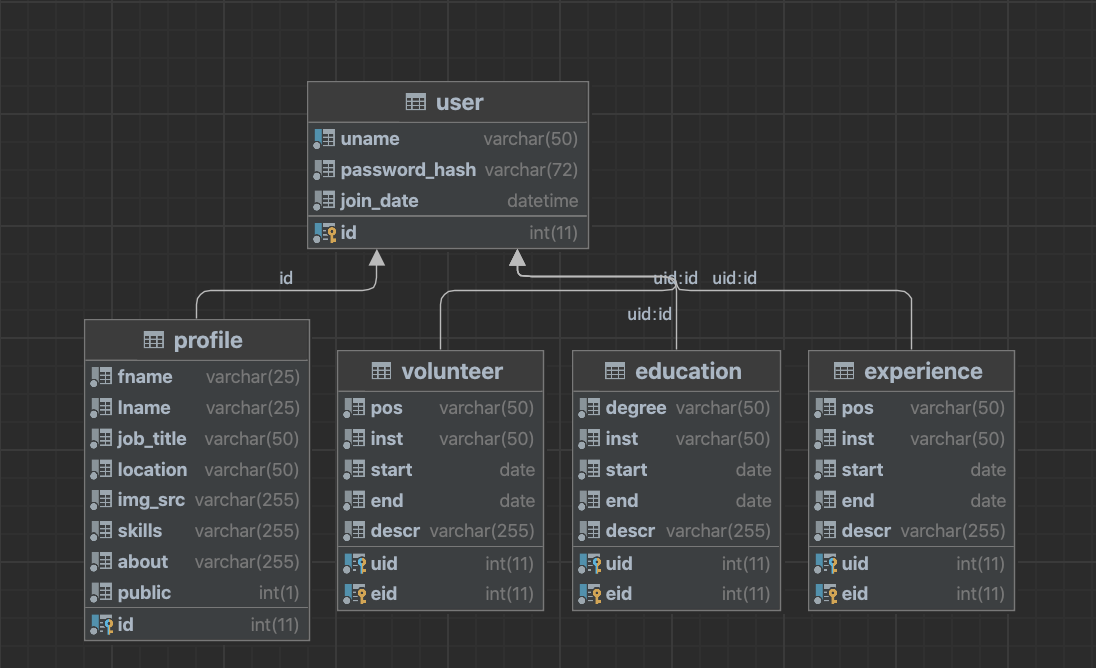 user
uname varchar(50)
password_hash varchar(72)
join_date datetime
id int(11)
id
uid:id uid:id
uid:id
profile
fname varchar(25)
lname varchar(25)
job_title varchar(50)
location varchar(50)
img_src varchar(255)
skills varchar(255)
about varchar(255)
public int(1)
id int(11)
volunteer
pos varchar(50)
inst varchar(50)
start date
end date
descr varchar(255)
uid int(11)
eid int(11)
education
degree varchar(50)
inst varchar(50)
start date
end date
descr varchar(255)
uid int(11)
eid int(11)
experience
pos varchar(50)
inst varchar(50)
start date
end date
descr varchar(255)
uid int(11)
eid int(11)